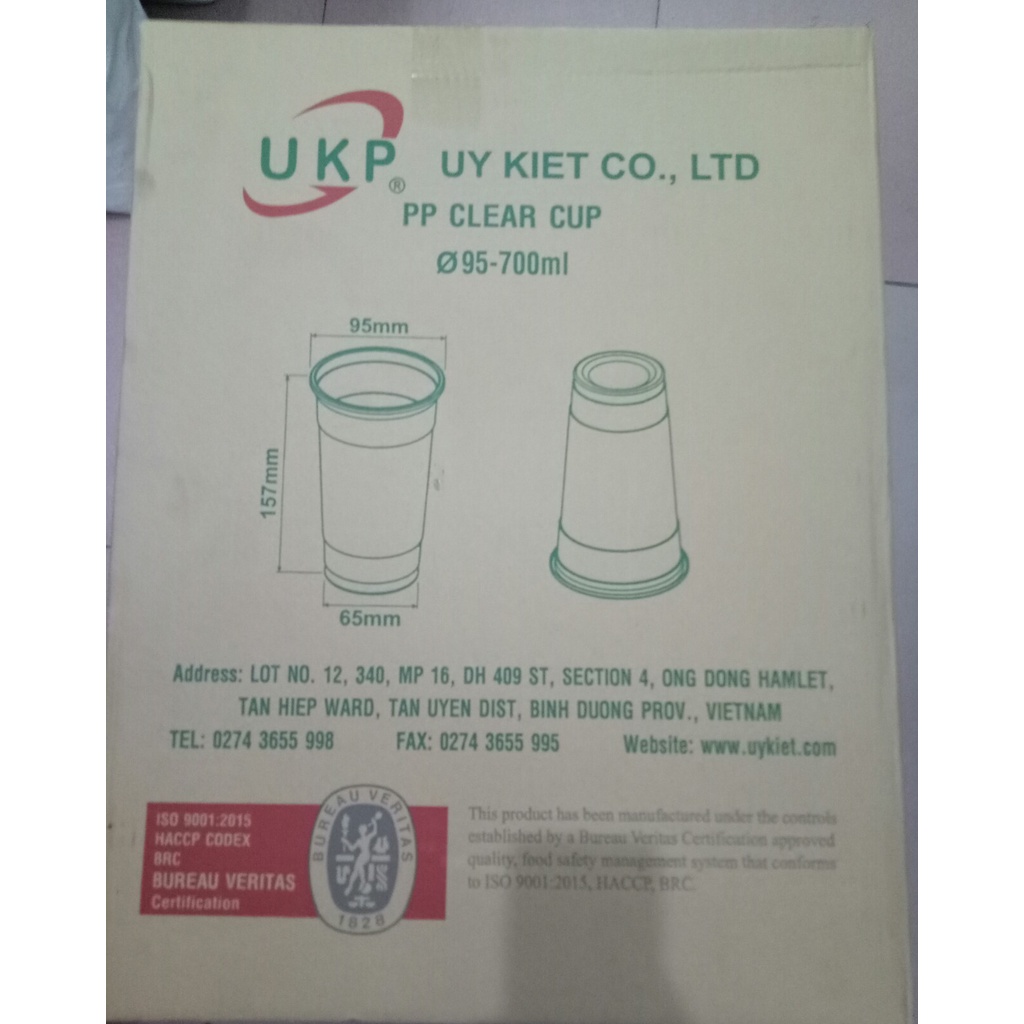 UKP®
UY KIET CO., LTD
PP CLEAR CUP
Ø95-700ml
95mm
157mm
65mm
Address: LOT NO. 12, 340, MP 16, DH 409 ST, SECTION 4, ONG DONG HAMLET,
TAN HIEP WARD, TAN UYEN DIST, BINH DUONG PROV., VIETNAM
TEL: 0274 3655 998 FAX: 0274 3655 995 Website: www.uykiet.com
ISO 9001:2015
HACCP CODEX
BRC
BUREAU VERITAS
Certification
BUREAU VERITAS
1828
This product has been manufactured under the controls
established by a Bureau Veritas Certification approved
quality, food safety management system that conforms
to ISO 9001:2015, HACCP, BRC.